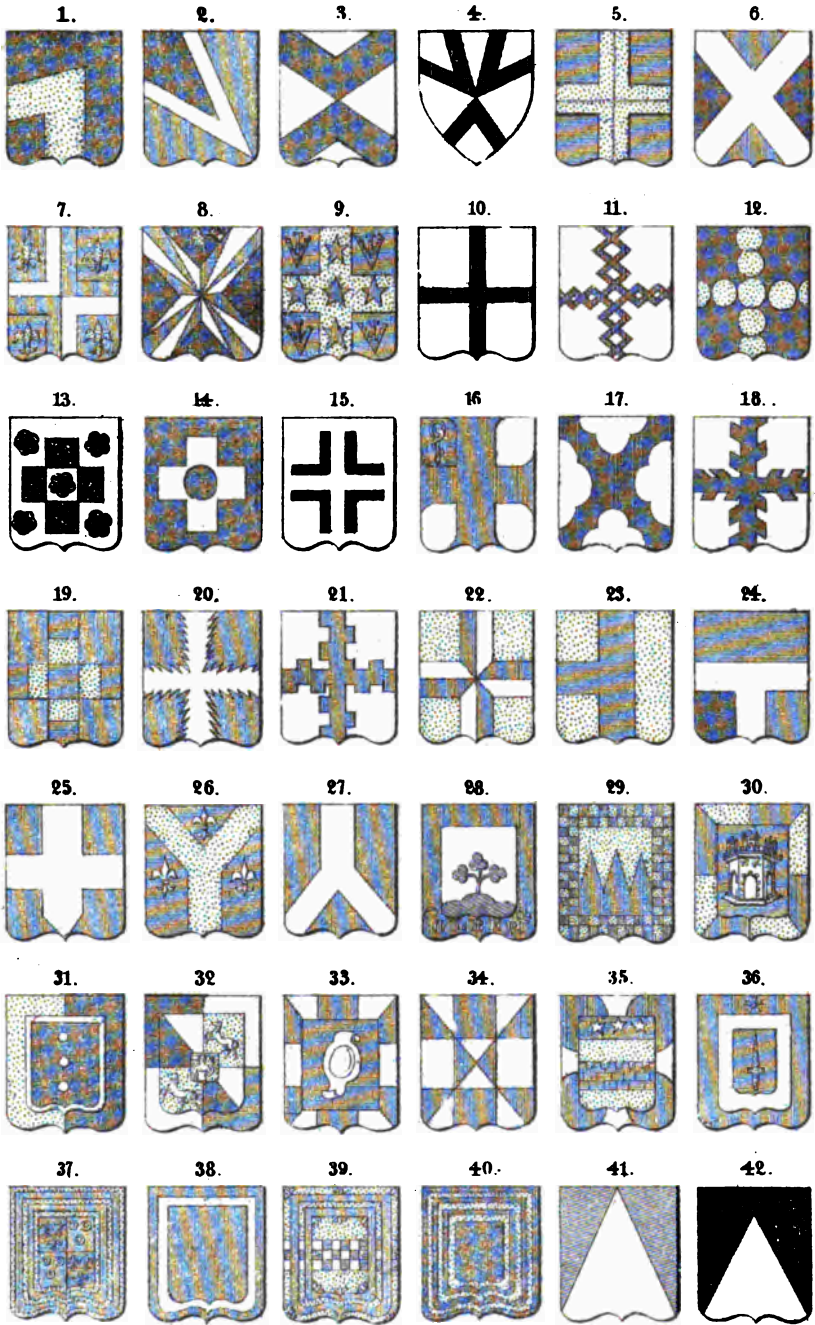 1. 2. 3. 4. 5. 6.
7. 8. 9. 10. 11. 12.
13. 14. 15. 16 17. 18.
19. 20. 21. 22. 23. 24.
25. 26. 27. 28. 29. 30.
31. 32 33. 34. 35. 36.
37. 38. 39. 40. 41. 42.